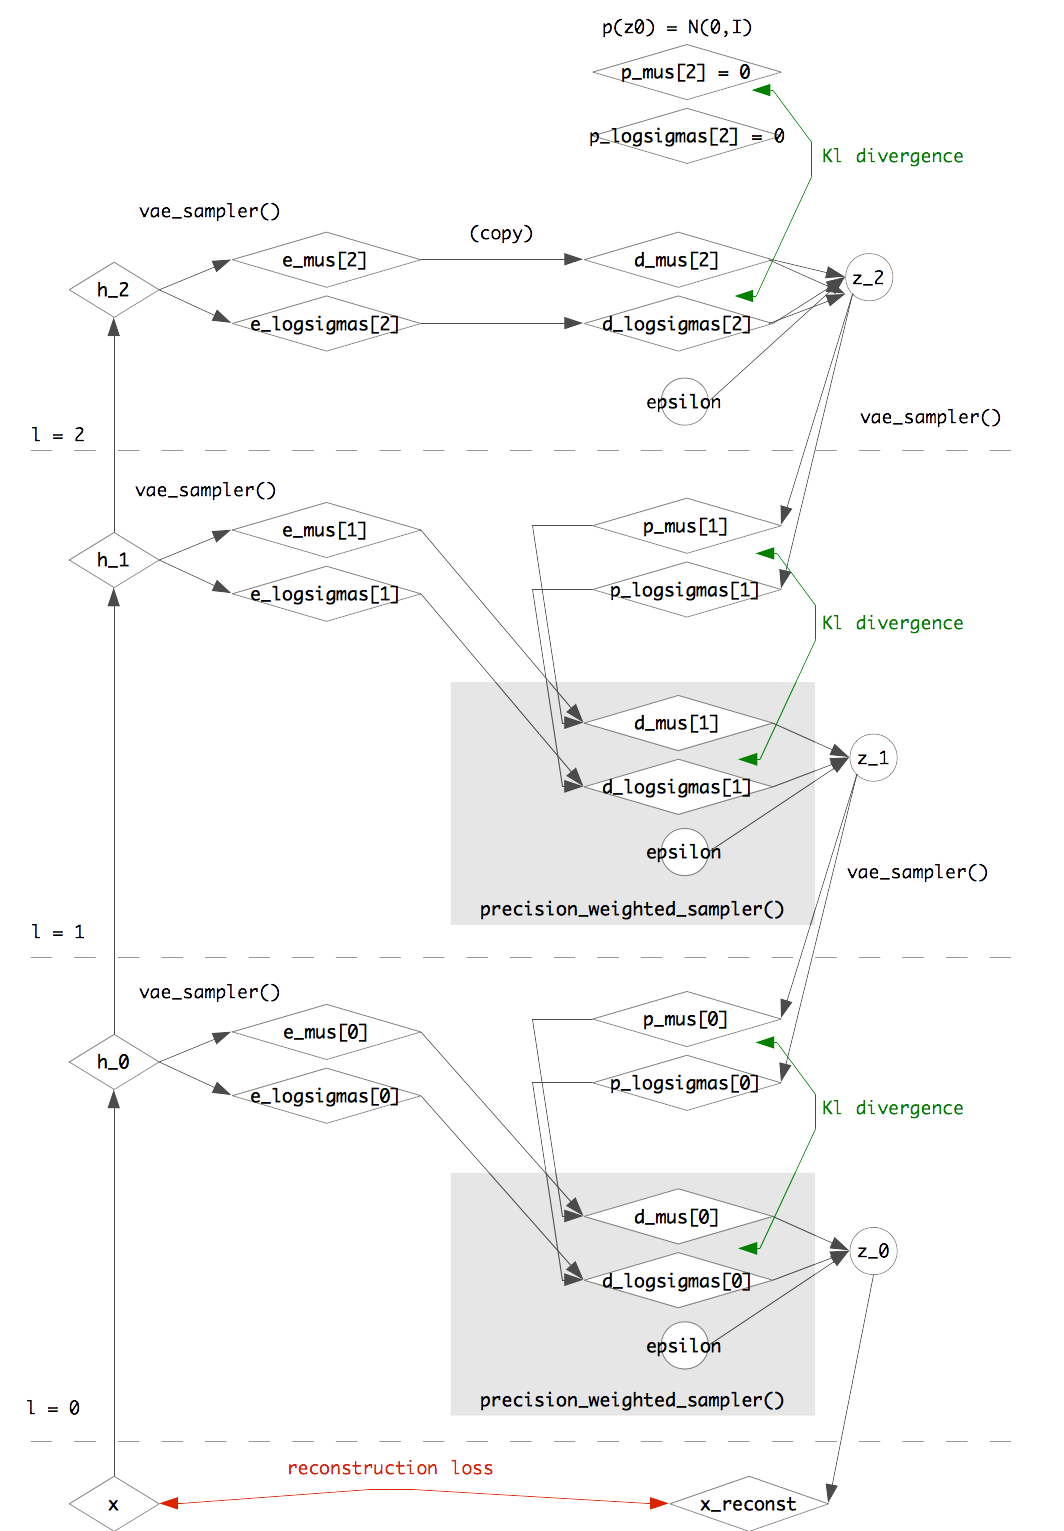 p(z0) = N(0,I)
p_mus[2] = 0
p_logsigmas[2] = 0
Kl divergence
vae_sampler()
(copy)
e_mus[2]
d_mus[2]
z_2
h_2
e_logsigmas[2]
d_logsigmas[2]
epsilon
vae_sampler()
l = 2
vae_sampler()
e_mus[1]
p_mus[1]
h_1
e_logsigmas[1]
p_logsigmas[1]
Kl divergence
d_mus[1]
z_1
d_logsigmas[1]
epsilon
vae_sampler()
precision_weighted_sampler()
l = 1
vae_sampler()
e_mus[0]
p_mus[0]
h_0
e_logsigmas[0]
p_logsigmas[0]
Kl divergence
d_mus[0]
z_0
d_logsigmas[0]
epsilon
precision_weighted_sampler()
l = 0
reconstruction loss
x
x_reconst